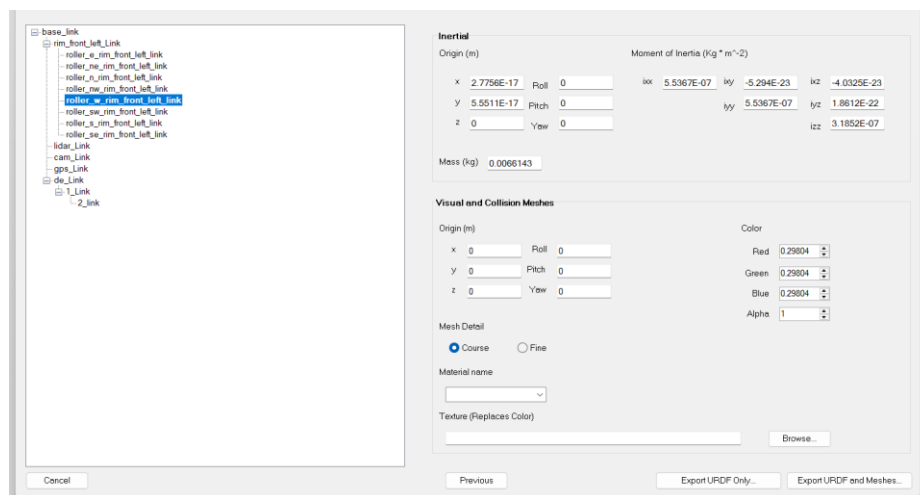 base_link
rim_front_left_Link
roller_e_rim_front_left_link
roller_ne_rim_front_left_link
roller_n_rim_front_left_link
roller_nw_rim_front_left_link
roller_w_rim_front_left_link
roller_sw_rim_front_left_link
roller_s_rim_front_left_link
roller_se_rim_front_left_link
lidar_Link
cam_Link
gps_Link
de_Link
1_Link
2_link
Inertial
Origin (m) Moment of Inertia (Kg * m^-2)
x 2.7756E-17 Roll 0 ixx 5.5367E-07 ixy -5.294E-23 ixz -4.0325E-23
y 5.5511E-17 Pitch 0 iyy 5.5367E-07 iyz 1.8612E-22
z 0 Yaw 0 izz 3.1852E-07
Mass (kg) 0.0066143
Visual and Collision Meshes
Origin (m) Color
x 0 Roll 0 Red 0.29804
y 0 Pitch 0 Green 0.29804
z 0 Yaw 0 Blue 0.29804
Alpha 1
Mesh Detail
Course Fine
Material name
Texture (Replaces Color)
Browse...
Cancel Previous Export URDF Only... Export URDF and Meshes...